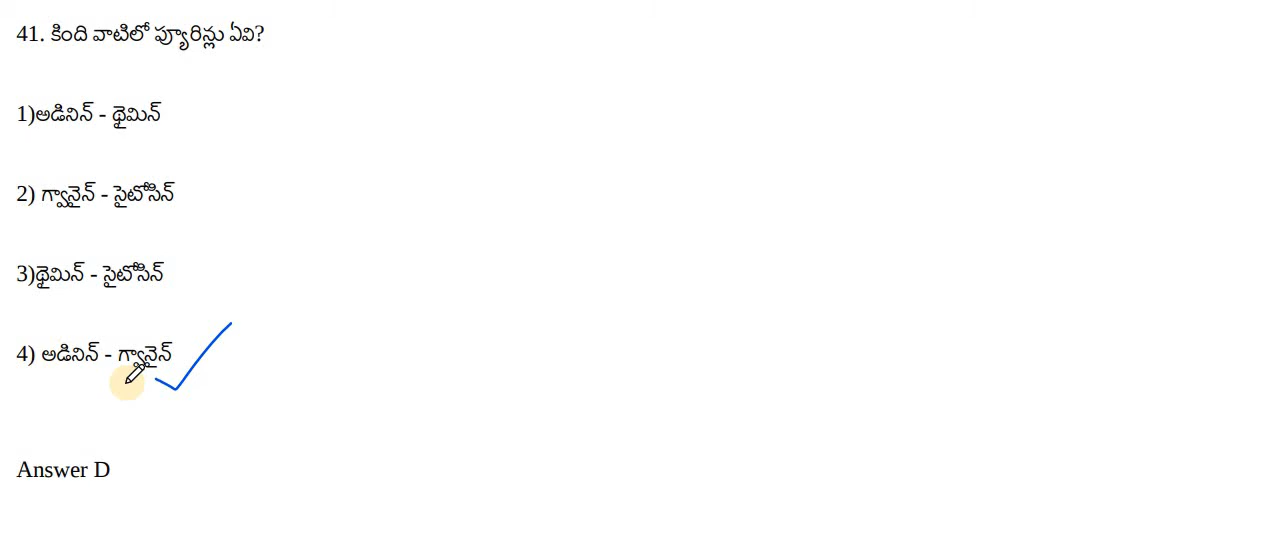 41. కింది వాటిలో ప్యూరిన్లు ఏవి?
1)అడినిన్ - థైమిన్
2) గ్వానైన్ - సైటోసిన్
3)థైమిన్ - సైటోసిన్
4) అడినిన్ - గ్వానైన్
Answer D